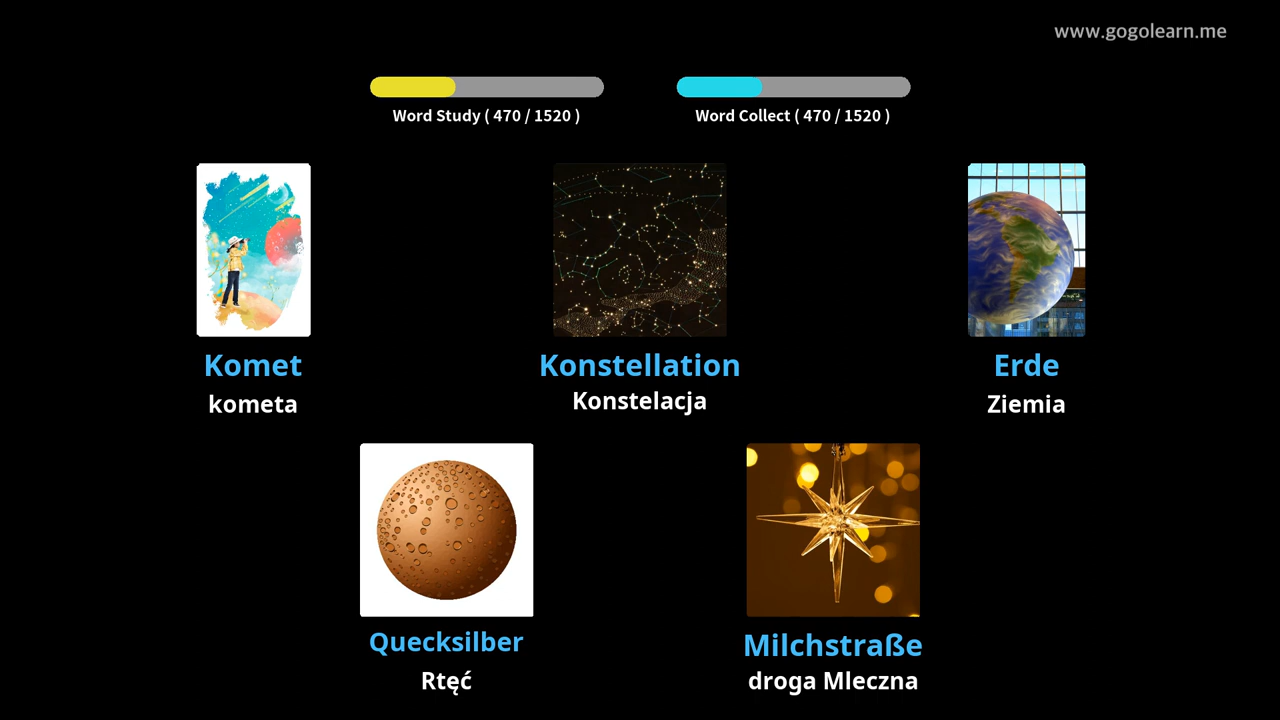 www.gogolearn.me
Word Study ( 470 / 1520 )
Word Collect ( 470 / 1520 )
Komet
kometa
Konstellation
Konstelacja
Erde
Ziemia
Quecksilber
Rtęć
Milchstraße
droga Mleczna